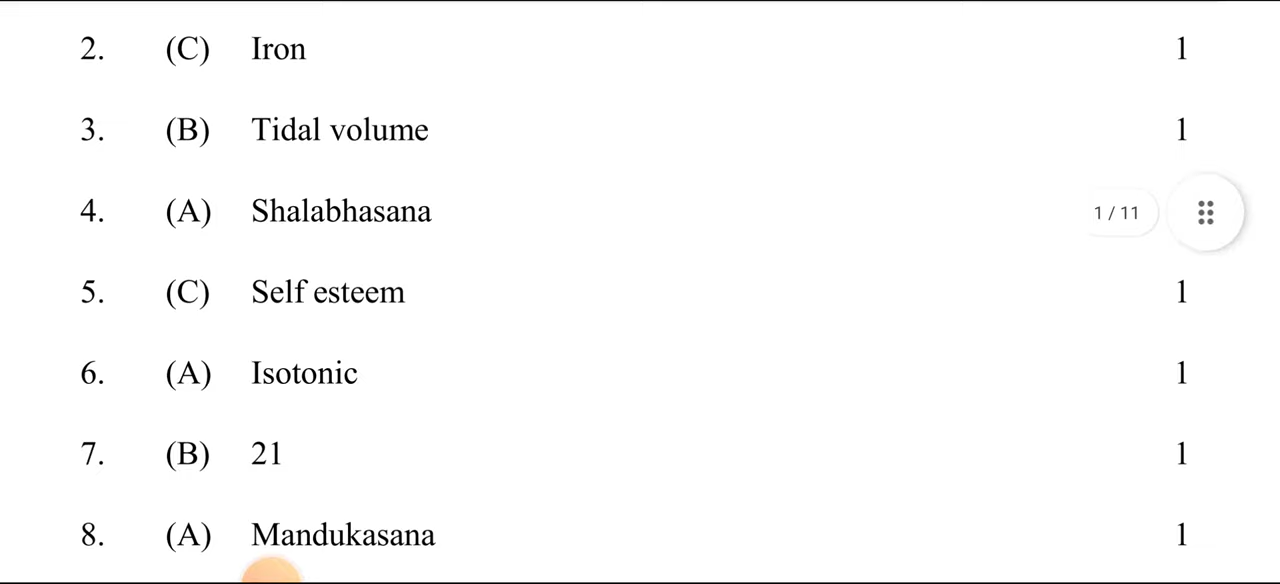 2. (C) Iron 1
3. (B) Tidal volume 1
4. (A) Shalabhasana 1 / 11
5. (C) Self esteem 1
6. (A) Isotonic 1
7. (B) 21 1
8. (A) Mandukasana 1